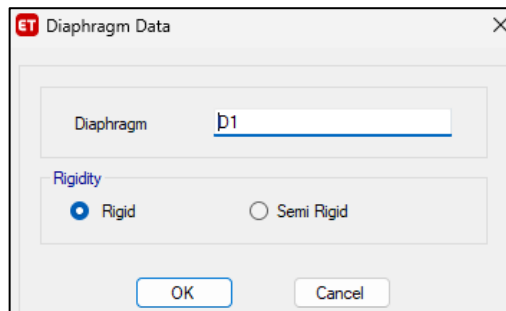 ET Diaphragm Data
Diaphragm D1
Rigidity
Rigid Semi Rigid
OK Cancel